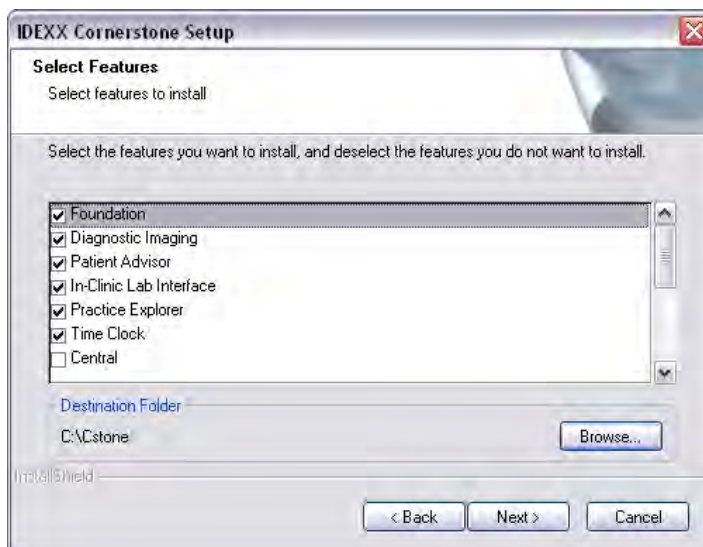 IDEXX Cornerstone Setup
Select Features
Select features to install
Select the features you want to install, and deselect the features you do not want to install.
Foundation
Diagnostic Imaging
Patient Advisor
In-Clinic Lab Interface
Practice Explorer
Time Clock
Central
Destination Folder
C:\Cstone
Browse...
InstallShield
< Back
Next >
Cancel